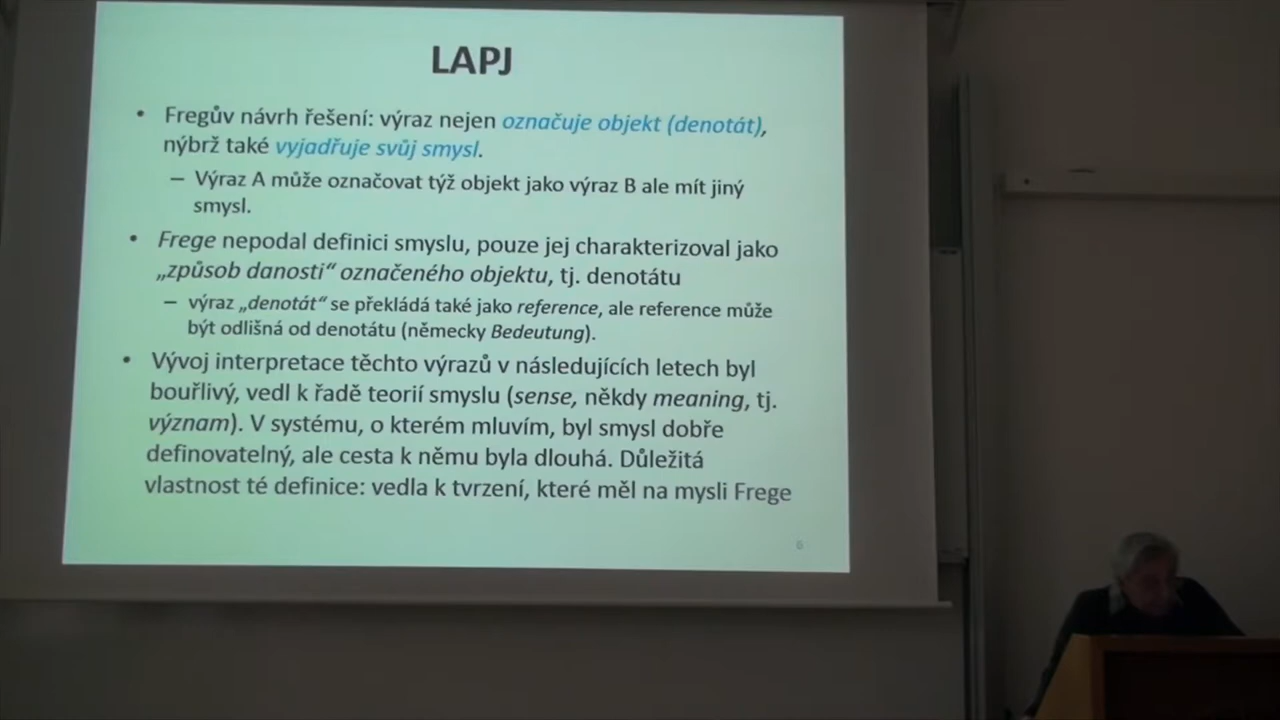 LAPJ
• Fregův návrh řešení: výraz nejen označuje objekt (denotát),
nýbrž také vyjadřuje svůj smysl.
– Výraz A může označovat týž objekt jako výraz B ale mít jiný
smysl.
• Frege nepodal definici smyslu, pouze jej charakterizoval jako
„způsob danosti“ označeného objektu, tj. denotátu
– výraz „denotát“ se překládá také jako reference, ale reference může
být odlišná od denotátu (německy Bedeutung).
• Vývoj interpretace těchto výrazů v následujících letech byl
bouřlivý, vedl k řadě teorií smyslu (sense, někdy meaning, tj.
význam). V systému, o kterém mluvím, byl smysl dobře
definovatelný, ale cesta k němu byla dlouhá. Důležitá
vlastnost té definice: vedla k tvrzení, které měl na mysli Frege
6